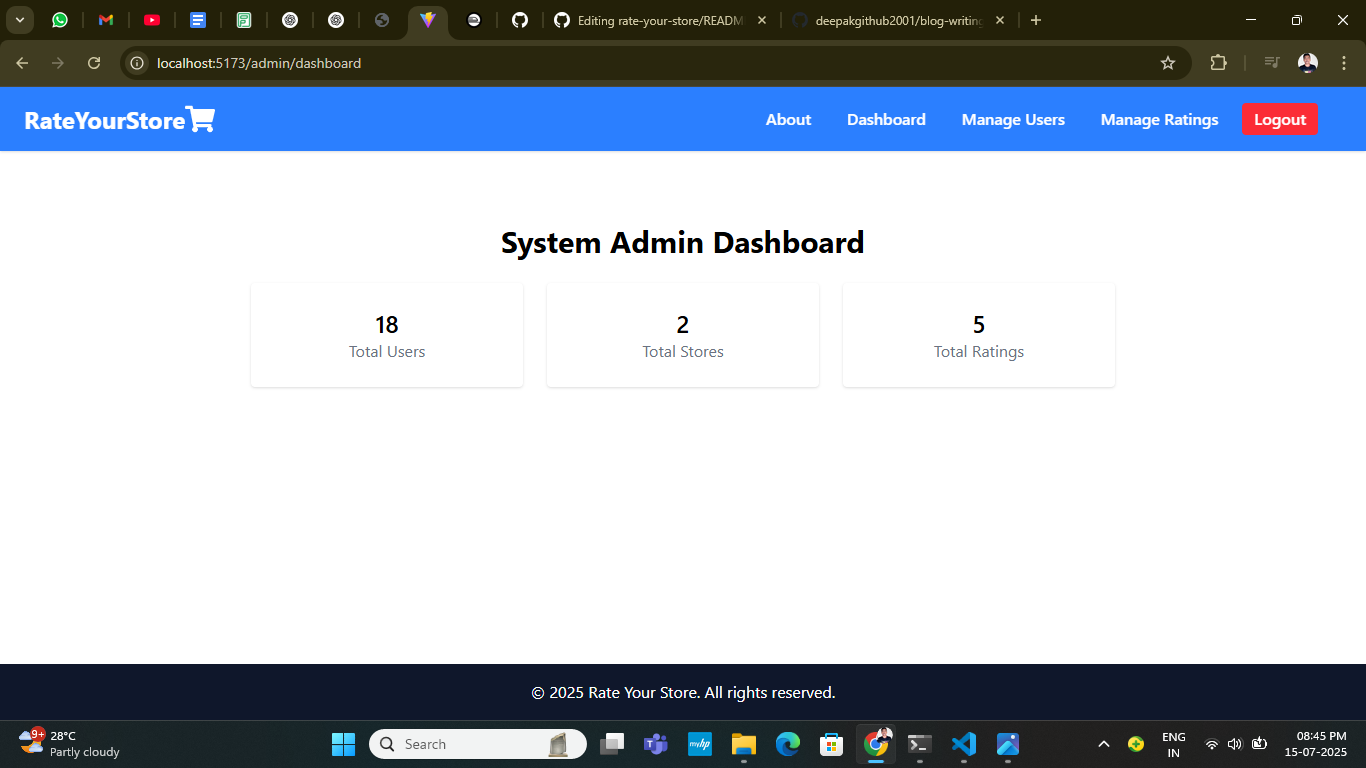 Editing rate-your-store/READM
deepakgithub2001/blog-writing
localhost:5173/admin/dashboard
RateYourStore
About
Dashboard
Manage Users
Manage Ratings
Logout
System Admin Dashboard
18
Total Users
2
Total Stores
5
Total Ratings
© 2025 Rate Your Store. All rights reserved.
9+
28°C
Partly cloudy
Search
myhp
ENG
IN
08:45 PM
15-07-2025